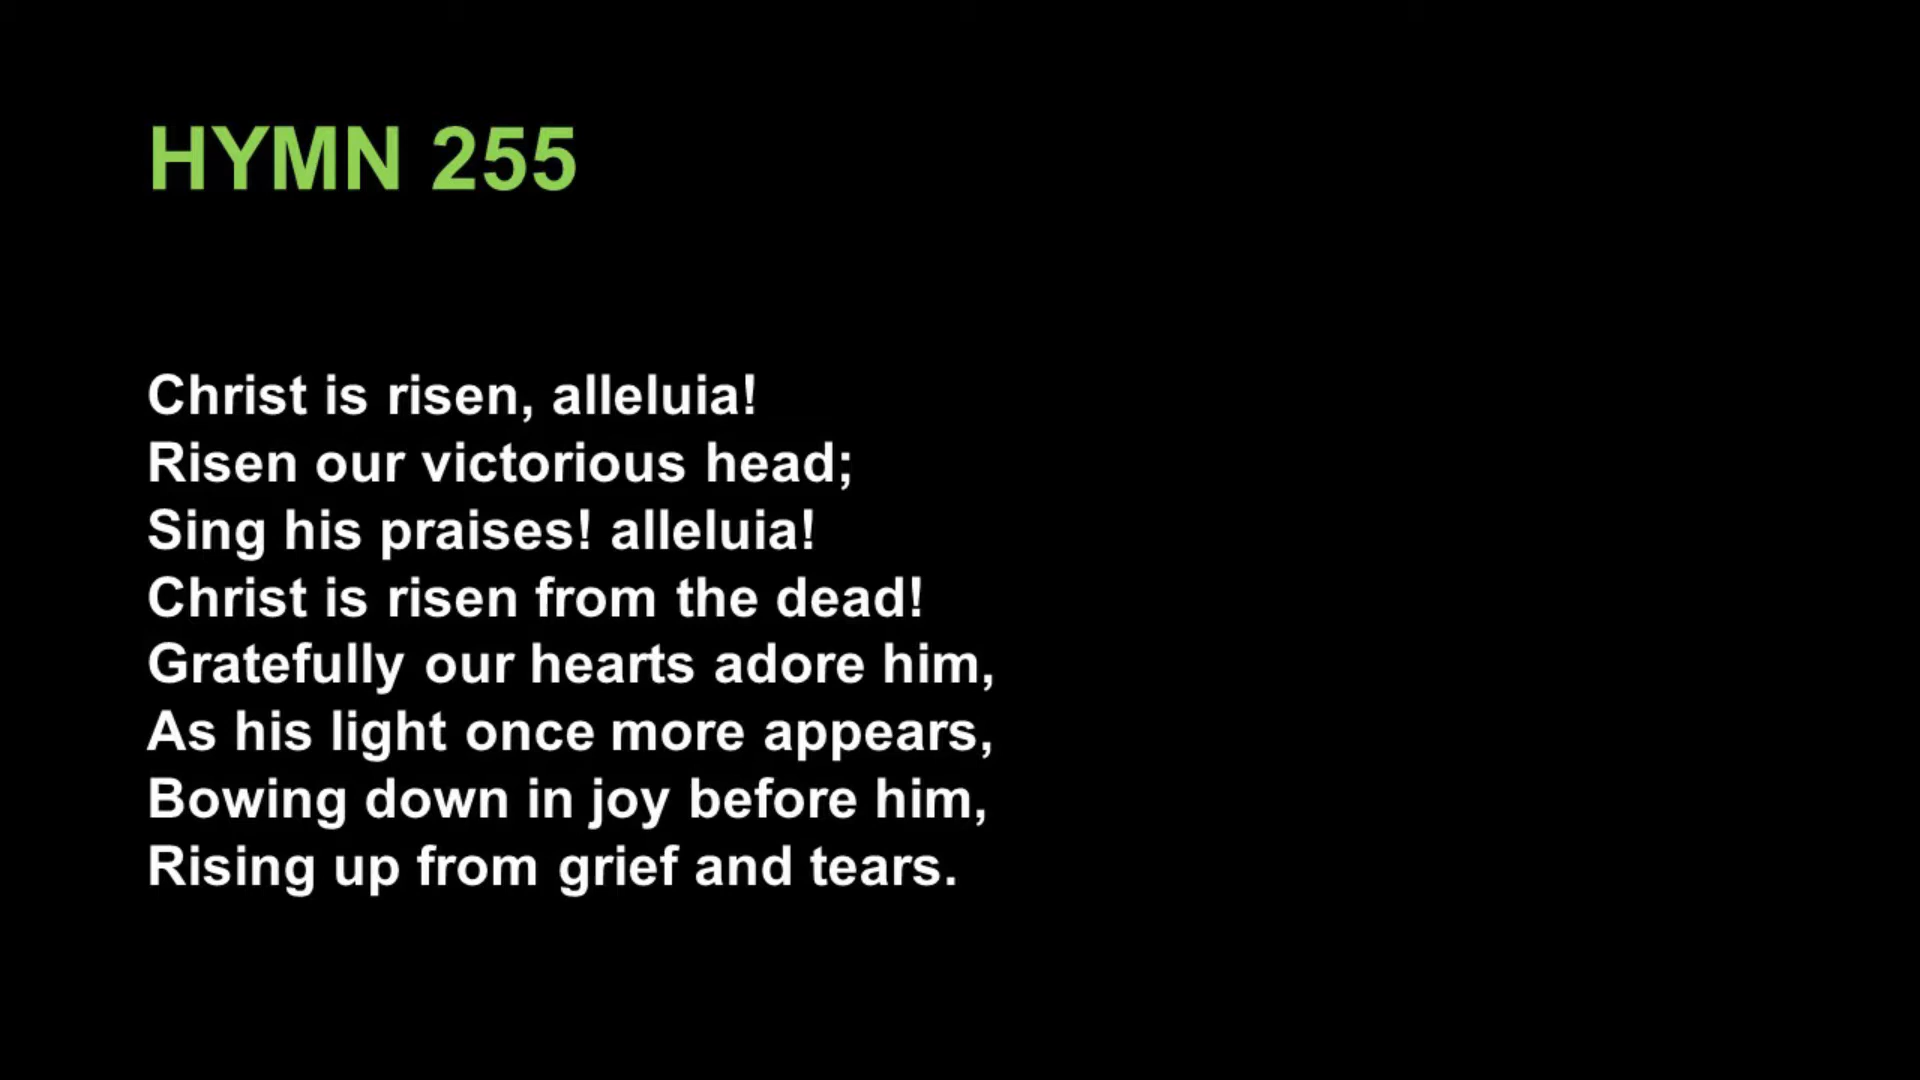 HYMN 255
Christ is risen, alleluia!
Risen our victorious head;
Sing his praises! alleluia!
Christ is risen from the dead!
Gratefully our hearts adore him,
As his light once more appears,
Bowing down in joy before him,
Rising up from grief and tears.